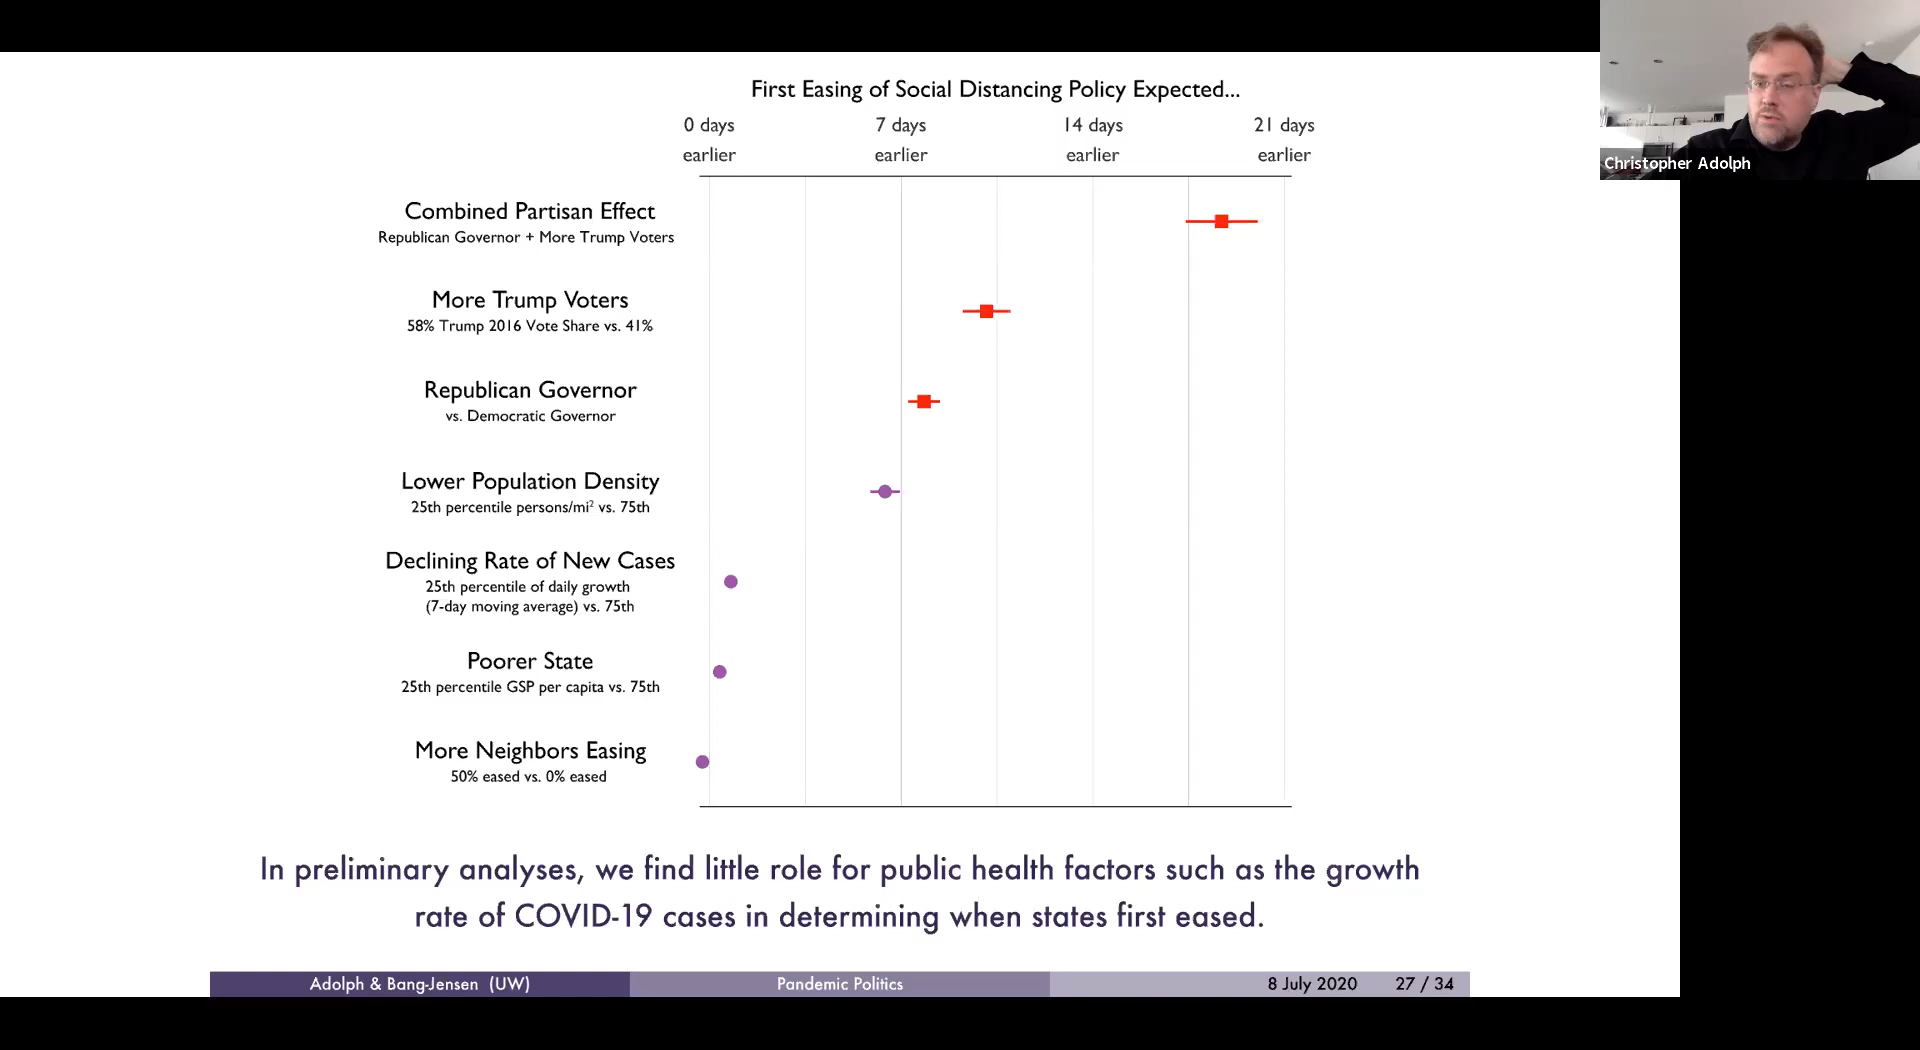 First Easing of Social Distancing Policy Expected...
0 days 7 days 14 days 21 days
earlier earlier earlier earlier
Christopher Adolph
Combined Partisan Effect
Republican Governor + More Trump Voters
More Trump Voters
58% Trump 2016 Vote Share vs. 41%
Republican Governor
vs. Democratic Governor
Lower Population Density
25th percentile persons/mi² vs. 75th
Declining Rate of New Cases
25th percentile of daily growth
(7-day moving average) vs. 75th
Poorer State
25th percentile GSP per capita vs. 75th
More Neighbors Easing
50% eased vs. 0% eased
In preliminary analyses, we find little role for public health factors such as the growth
rate of COVID-19 cases in determining when states first eased.
Adolph & Bang-Jensen (UW) Pandemic Politics 8 July 2020 27 / 34